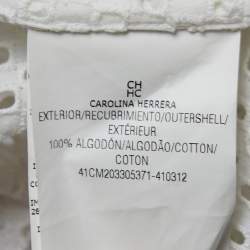 CH
HC
CAROLINA HERRERA
EXTERIOR/RECUBRIMIENTO/OUTERSHELL/
EXTÉRIEUR
100% ALGODÓN/ALGODÃO/COTTON/
COTON
41CM203305371-410312